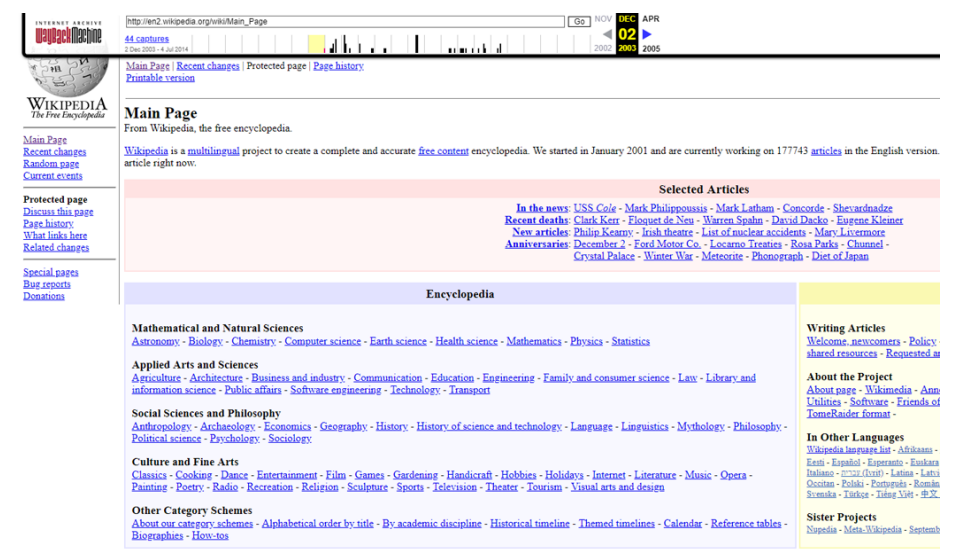 INTERNET ARCHIVE
WayBackMachine
http://en2.wikipedia.org/wiki/Main_Page
Go
NOV DEC APR
44 captures
02
2 Dec 2003 - 4 Jul 2014
2002 2003 2005
Main Page | Recent changes | Protected page | Page history
Printable version
WIKIPEDIA
The Free Encyclopedia
Main Page
Recent changes
Random page
Current events
Protected page
Discuss this page
Page history
What links here
Related changes
Special pages
Bug reports
Donations
Main Page
From Wikipedia, the free encyclopedia.
Wikipedia is a multilingual project to create a complete and accurate free content encyclopedia. We started in January 2001 and are currently working on 177743 articles in the English version.
article right now.
Selected Articles
In the news: USS Cole - Mark Philippoussis - Mark Latham - Concorde - Shevardnadze
Recent deaths: Clark Kerr - Floquet de Neu - Warren Spahn - David Dacko - Eugene Kleiner
New articles: Philip Kearny - Irish theatre - List of nuclear accidents - Mary Livermore
Anniversaries: December 2 - Ford Motor Co. - Locarno Treaties - Rosa Parks - Chunnel -
Crystal Palace - Winter War - Meteorite - Phonograph - Diet of Japan
Encyclopedia
Mathematical and Natural Sciences
Astronomy - Biology - Chemistry - Computer science - Earth science - Health science - Mathematics - Physics - Statistics
Applied Arts and Sciences
Agriculture - Architecture - Business and industry - Communication - Education - Engineering - Family and consumer science - Law - Library and
information science - Public affairs - Software engineering - Technology - Transport
Social Sciences and Philosophy
Anthropology - Archaeology - Economics - Geography - History - History of science and technology - Language - Linguistics - Mythology - Philosophy -
Political science - Psychology - Sociology
Culture and Fine Arts
Classics - Cooking - Dance - Entertainment - Film - Games - Gardening - Handicraft - Hobbies - Holidays - Internet - Literature - Music - Opera -
Painting - Poetry - Radio - Recreation - Religion - Sculpture - Sports - Television - Theater - Tourism - Visual arts and design
Other Category Schemes
About our category schemes - Alphabetical order by title - By academic discipline - Historical timeline - Themed timelines - Calendar - Reference tables -
Biographies - How-tos
Writing Articles
Welcome, newcomers - Policy -
shared resources - Requested
About the Project
About page - Wikimedia -
Utilities - Software - Friends of
TomeRaider format -
In Other Languages
Wikipedia language list - Afrikaans -
Eesti - Español - Esperanto - Euskara
Italiano - עברית (Ivrit) - Latina -
Occitan - Polski - Português -
Svenska - Türkçe - Tiếng Việt - 中文
Sister Projects
Nupedia - Meta-Wikipedia -